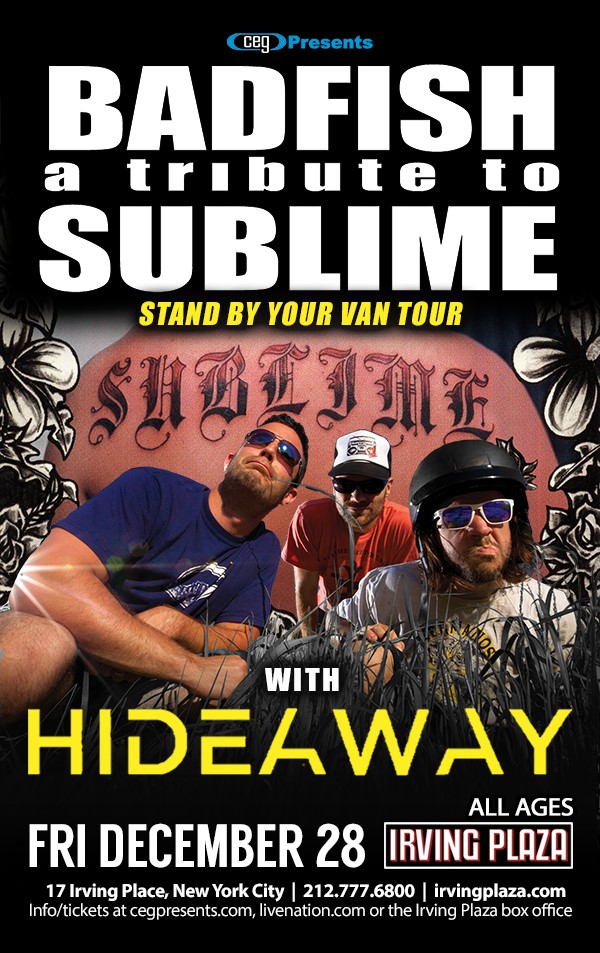 ceg Presents
BADFISH
a tribute to
SUBLIME
STAND BY YOUR VAN TOUR
SUBLIME
WITH
HIDEAWAY
ALL AGES
FRI DECEMBER 28 IRVING PLAZA
17 Irving Place, New York City | 212.777.6800 | irvingplaza.com
Info/tickets at cegpresents.com, livenation.com or the Irving Plaza box office